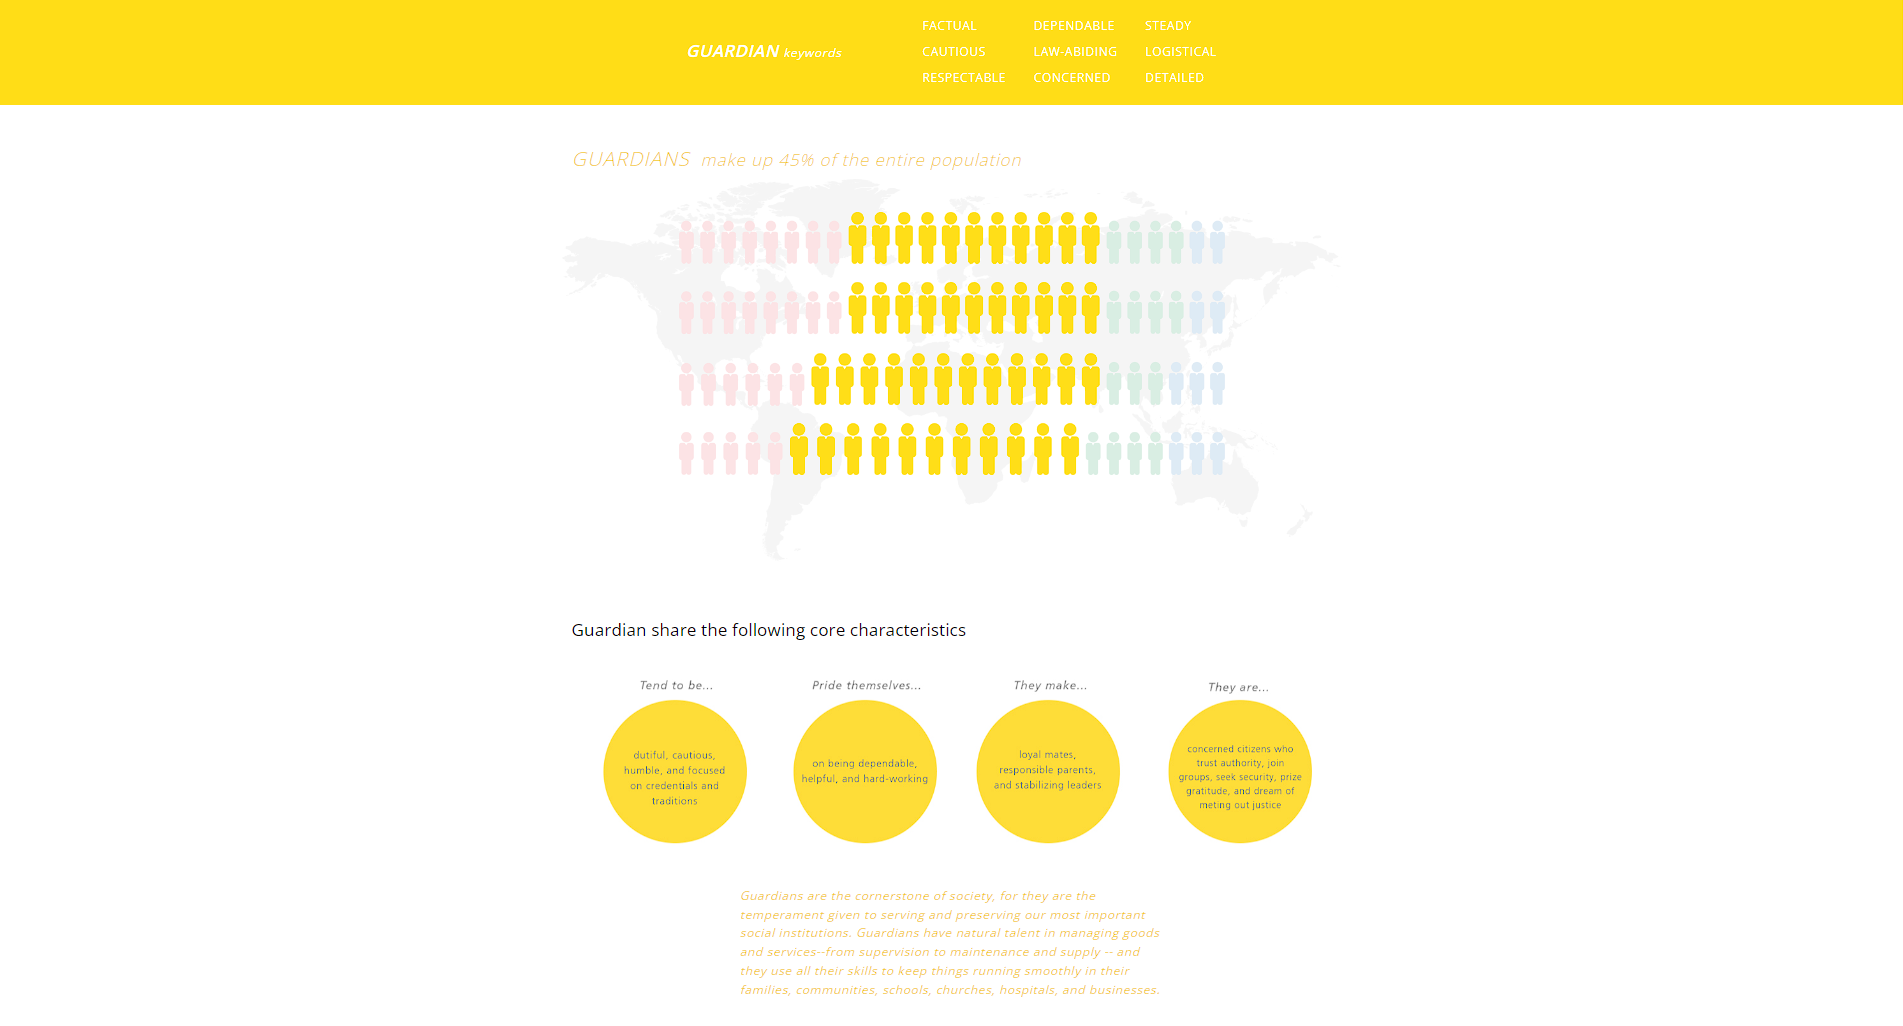 GUARDIAN keywords
FACTUAL DEPENDABLE STEADY
CAUTIOUS LAW-ABIDING LOGISTICAL
RESPECTABLE CONCERNED DETAILED
GUARDIANS make up 45% of the entire population
Guardian share the following core characteristics
Tend to be...
dutiful, cautious,
humble, and focused
on credentials and
traditions
Pride themselves...
on being dependable,
helpful, and hard-working
They make...
loyal mates,
responsible parents,
and stabilizing leaders
They are...
concerned citizens who
trust authority, join
groups, seek security, prize
gratitude, and dream of
meting out justice
Guardians are the cornerstone of society, for they are the
temperament given to serving and preserving our most important
social institutions. Guardians have natural talent in managing goods
and services--from supervision to maintenance and supply -- and
they use all their skills to keep things running smoothly in their
families, communities, schools, churches, hospitals, and businesses.